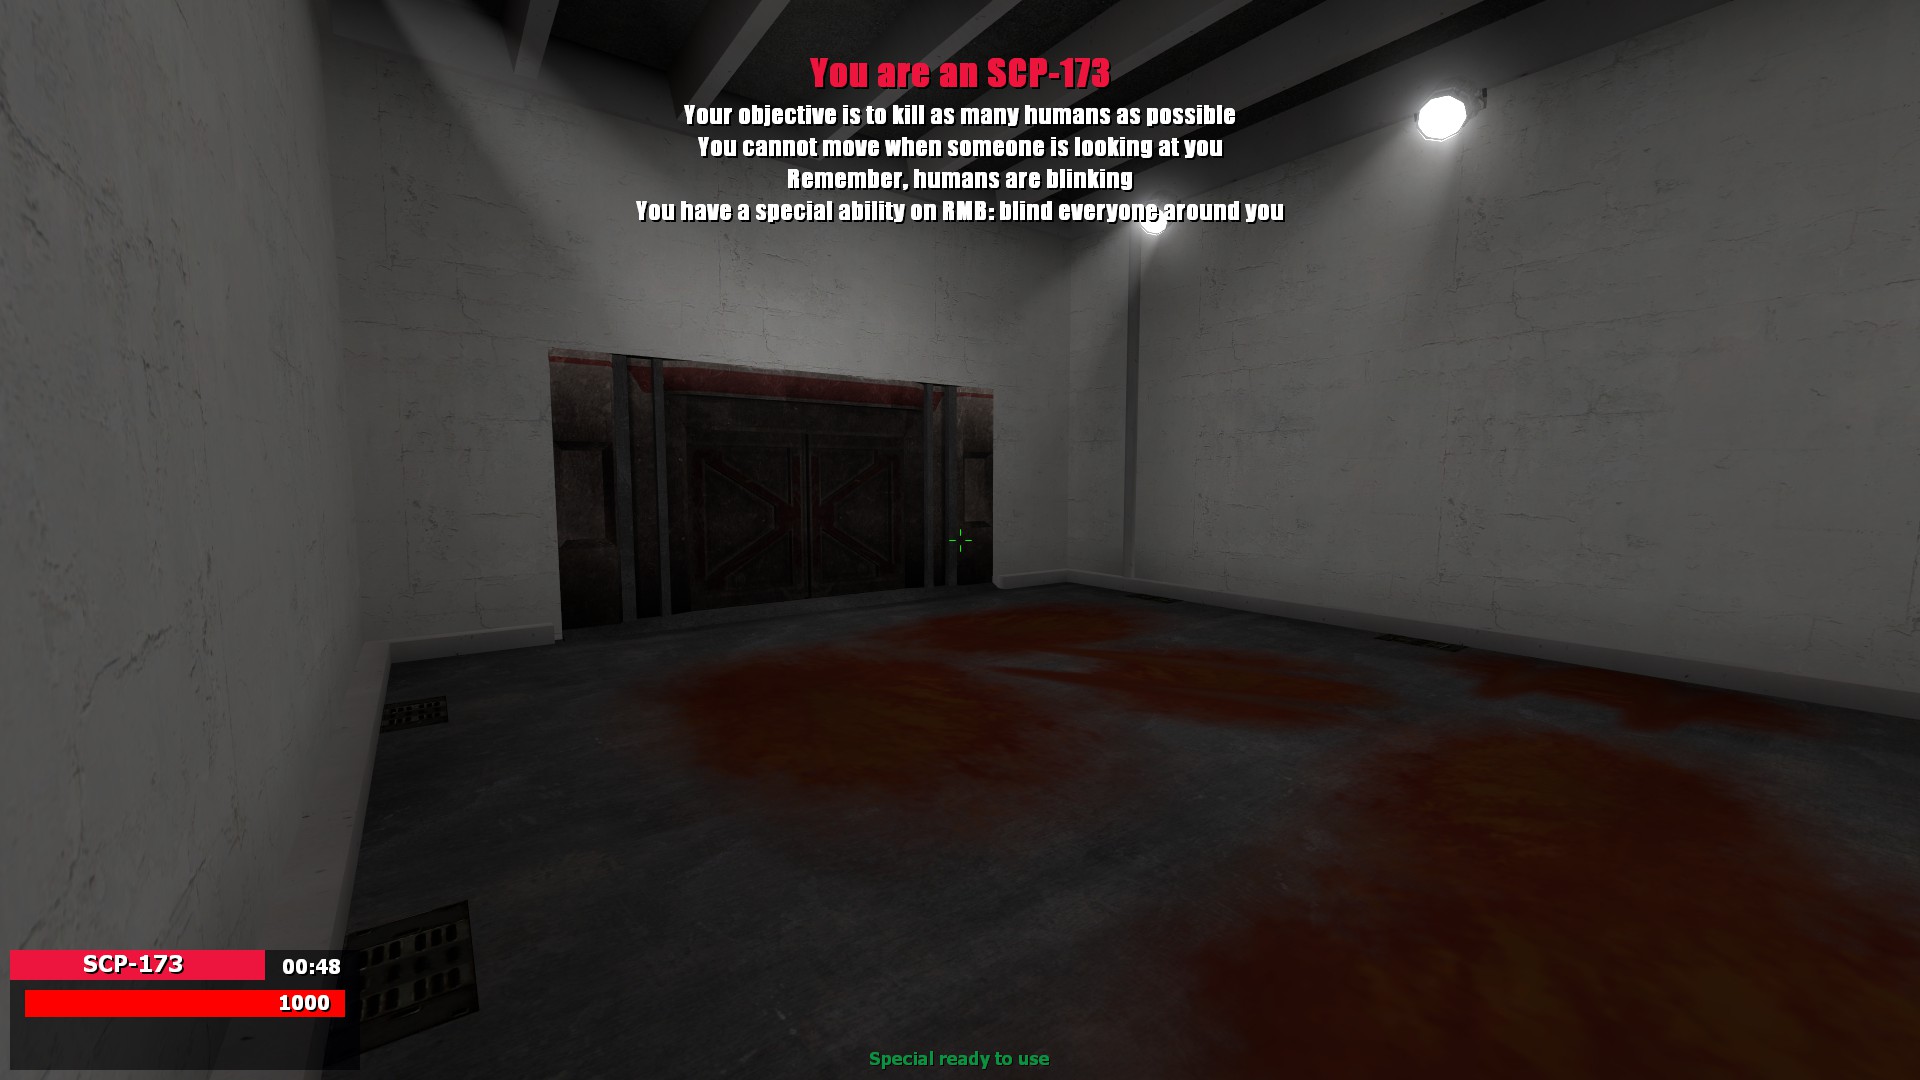 You are an SCP-173
Your objective is to kill as many humans as possible
You cannot move when someone is looking at you
Remember, humans are blinking
You have a special ability on RMB: blind everyone around you
SCP-173
00:48
1000
Special ready to use